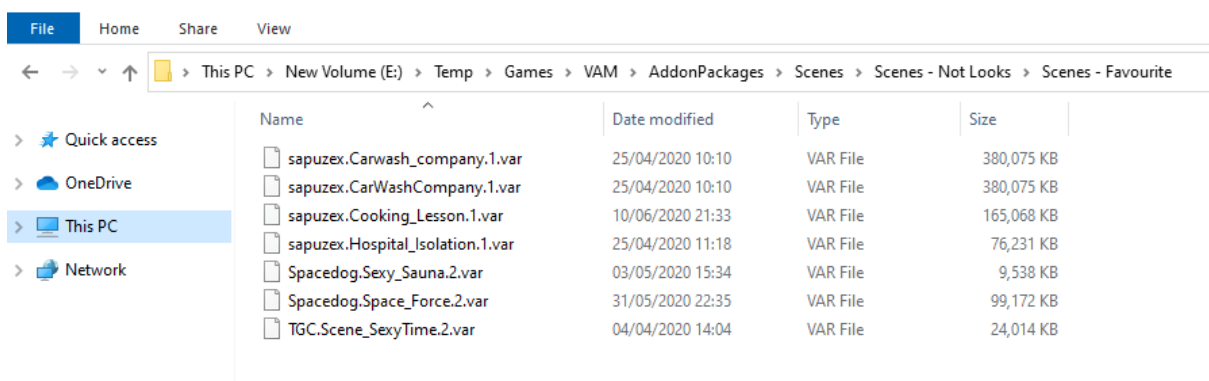 File Home Share View
This PC > New Volume (E:) > Temp > Games > VAM > AddonPackages > Scenes > Scenes - Not Looks > Scenes - Favourite
Name Date modified Type Size
Quick access
OneDrive
This PC
Network
sapuzex.Carwash_company.1.var 25/04/2020 10:10 VAR File 380,075 KB
sapuzex.CarWashCompany.1.var 25/04/2020 10:10 VAR File 380,075 KB
sapuzex.Cooking_Lesson.1.var 10/06/2020 21:33 VAR File 165,068 KB
sapuzex.Hospital_Isolation.1.var 25/04/2020 11:18 VAR File 76,231 KB
Spacedog.Sexy_Sauna.2.var 03/05/2020 15:34 VAR File 9,538 KB
Spacedog.Space_Force.2.var 31/05/2020 22:35 VAR File 99,172 KB
TGC.Scene_SexyTime.2.var 04/04/2020 14:04 VAR File 24,014 KB